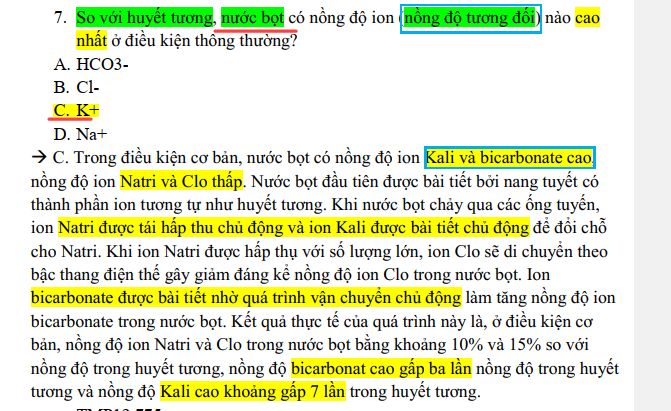 7. So với huyết tương, nước bọt có nồng độ ion (nồng độ tương đối) nào cao
nhất ở điều kiện thông thường?
A. HCO3-
B. Cl-
C. K+
D. Na+
→ C. Trong điều kiện cơ bản, nước bọt có nồng độ ion Kali và bicarbonate cao,
nồng độ ion Natri và Clo thấp. Nước bọt đầu tiên được bài tiết bởi nang tuyết có
thành phần ion tương tự như huyết tương. Khi nước bọt chảy qua các ống tuyến,
ion Natri được tái hấp thu chủ động và ion Kali được bài tiết chủ động để đổi chỗ
cho Natri. Khi ion Natri được hấp thụ với số lượng lớn, ion Clo sẽ di chuyển theo
bậc thang điện thế gây giảm đáng kể nồng độ ion Clo trong nước bọt. Ion
bicarbonate được bài tiết nhờ quá trình vận chuyển chủ động làm tăng nồng độ ion
bicarbonate trong nước bọt. Kết quả thực tế của quá trình này là, ở điều kiện cơ
bản, nồng độ ion Natri và Clo trong nước bọt bằng khoảng 10% và 15% so với
nồng độ trong huyết tương, nồng độ bicarbonat cao gấp ba lần nồng độ trong huyết
tương và nồng độ Kali cao khoảng gấp 7 lần trong huyết tương.